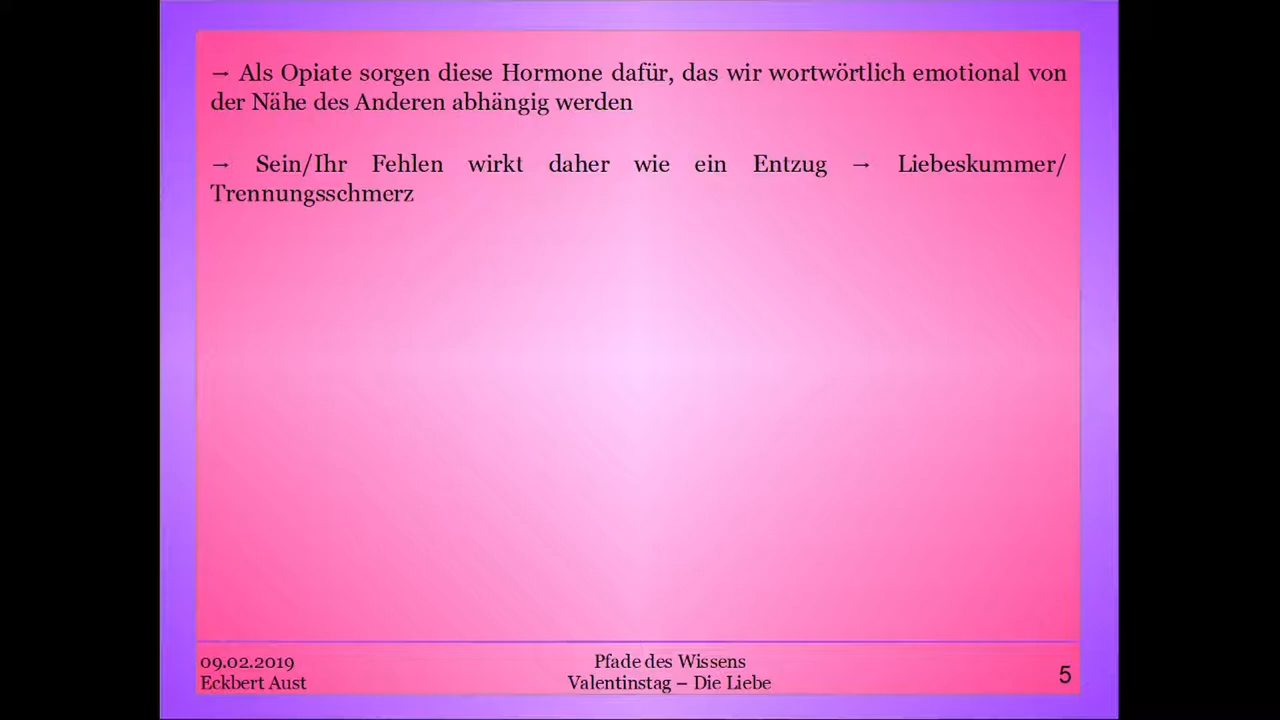 → Als Opiate sorgen diese Hormone dafür, das wir wortwörtlich emotional von
der Nähe des Anderen abhängig werden
→ Sein/Ihr Fehlen wirkt daher wie ein Entzug → Liebeskummer/
Trennungsschmerz
09.02.2019
Eckbert Aust
Pfade des Wissens
Valentinstag – Die Liebe
5